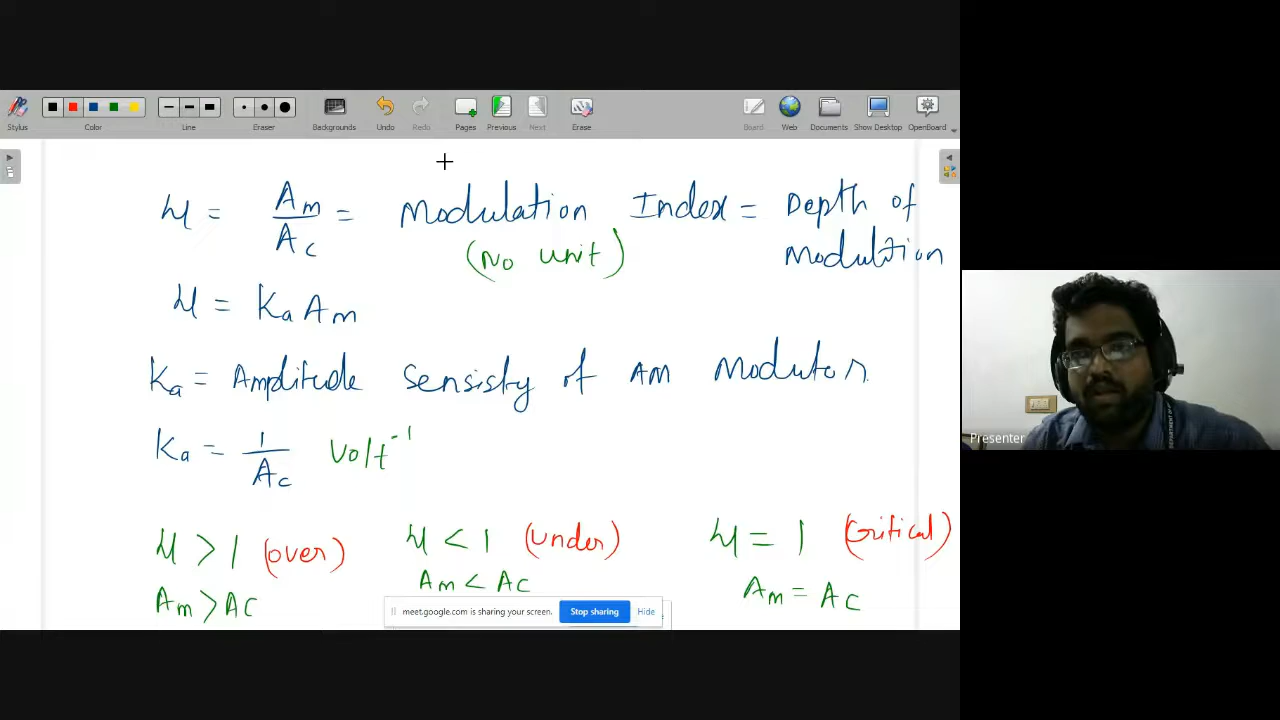 Stylus Color Line Eraser Backgrounds Undo Redo Pages Previous Next Erase Board Web Documents Show Desktop OpenBoard
μ = Am/Ac = Modulation Index = Depth of
(No unit) modulation
μ = Ka Am
Ka = Amplitude sensisty of AM Modutor
Ka = 1/Ac Volt⁻¹
μ > 1 (over) μ < 1 (under) μ = 1 (critical)
Am > Ac Am < Ac Am = Ac
meet.google.com is sharing your screen. Stop sharing Hide
Presenter